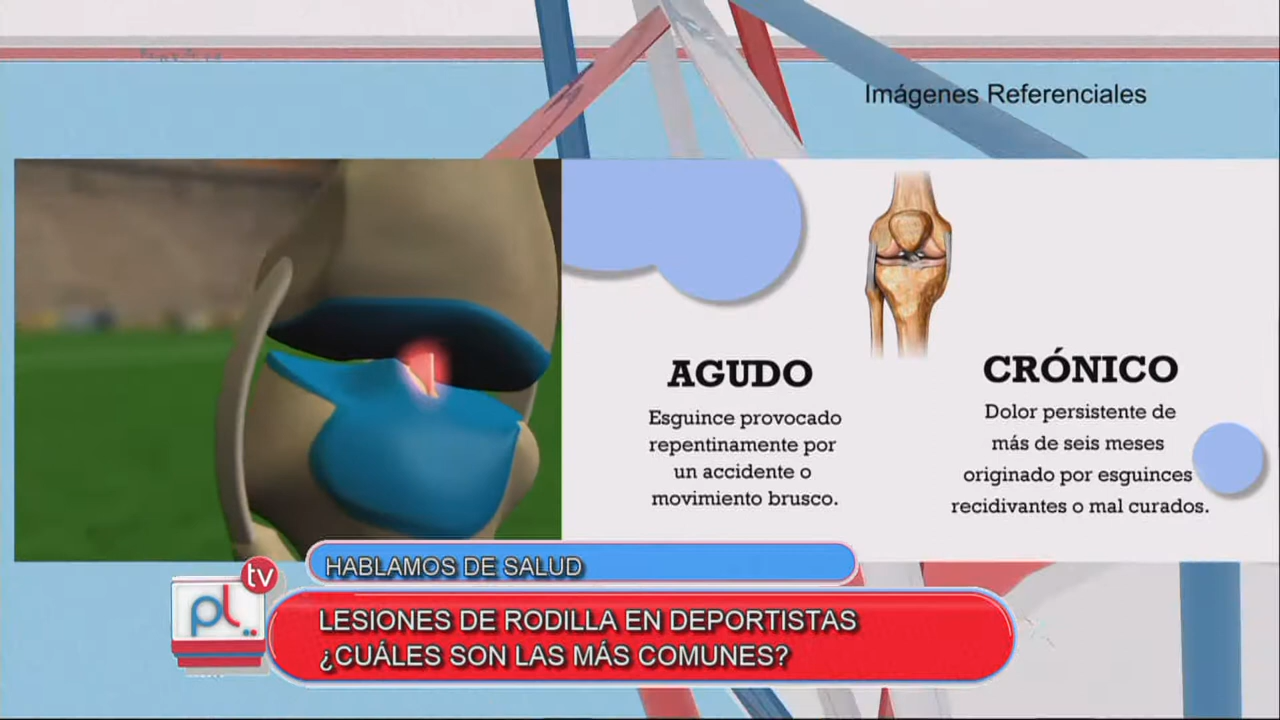 Imágenes Referenciales
AGUDO
Esguince provocado
repentinamente por
un accidente o
movimiento brusco.
CRÓNICO
Dolor persistente de
más de seis meses
originado por esguinces
recidivantes o mal curados.
HABLAMOS DE SALUD
tv
pl..
LESIONES DE RODILLA EN DEPORTISTAS
¿CUÁLES SON LAS MÁS COMUNES?